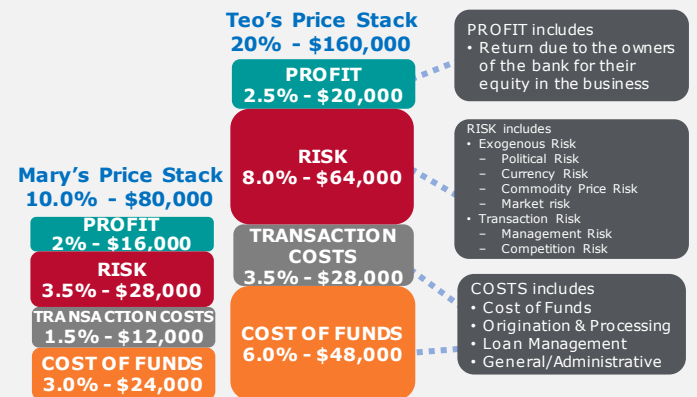 Teo's Price Stack
20% - $160,000
PROFIT
2.5% - $20,000
RISK
8.0% - $64,000
TRANSACTION
COSTS
3.5% - $28,000
COST OF FUNDS
6.0% - $48,000
Mary's Price Stack
10.0% - $80,000
PROFIT
2% - $16,000
RISK
3.5% - $28,000
TRANSACTION COSTS
1.5% - $12,000
COST OF FUNDS
3.0% - $24,000
PROFIT includes
• Return due to the owners
of the bank for their
equity in the business
RISK includes
• Exogenous Risk
– Political Risk
– Currency Risk
– Commodity Price Risk
– Market risk
• Transaction Risk
– Management Risk
– Competition Risk
COSTS includes
• Cost of Funds
• Origination & Processing
• Loan Management
• General/Administrative